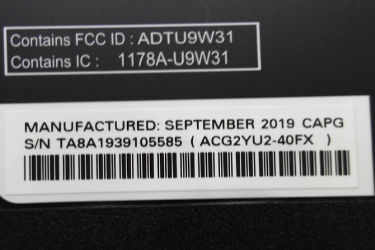 Contains FCC ID : ADTU9W31
Contains IC : 1178A-U9W31
MANUFACTURED: SEPTEMBER 2019 CAPG
S/N TA8A1939105585 ( ACG2YU2-40FX )